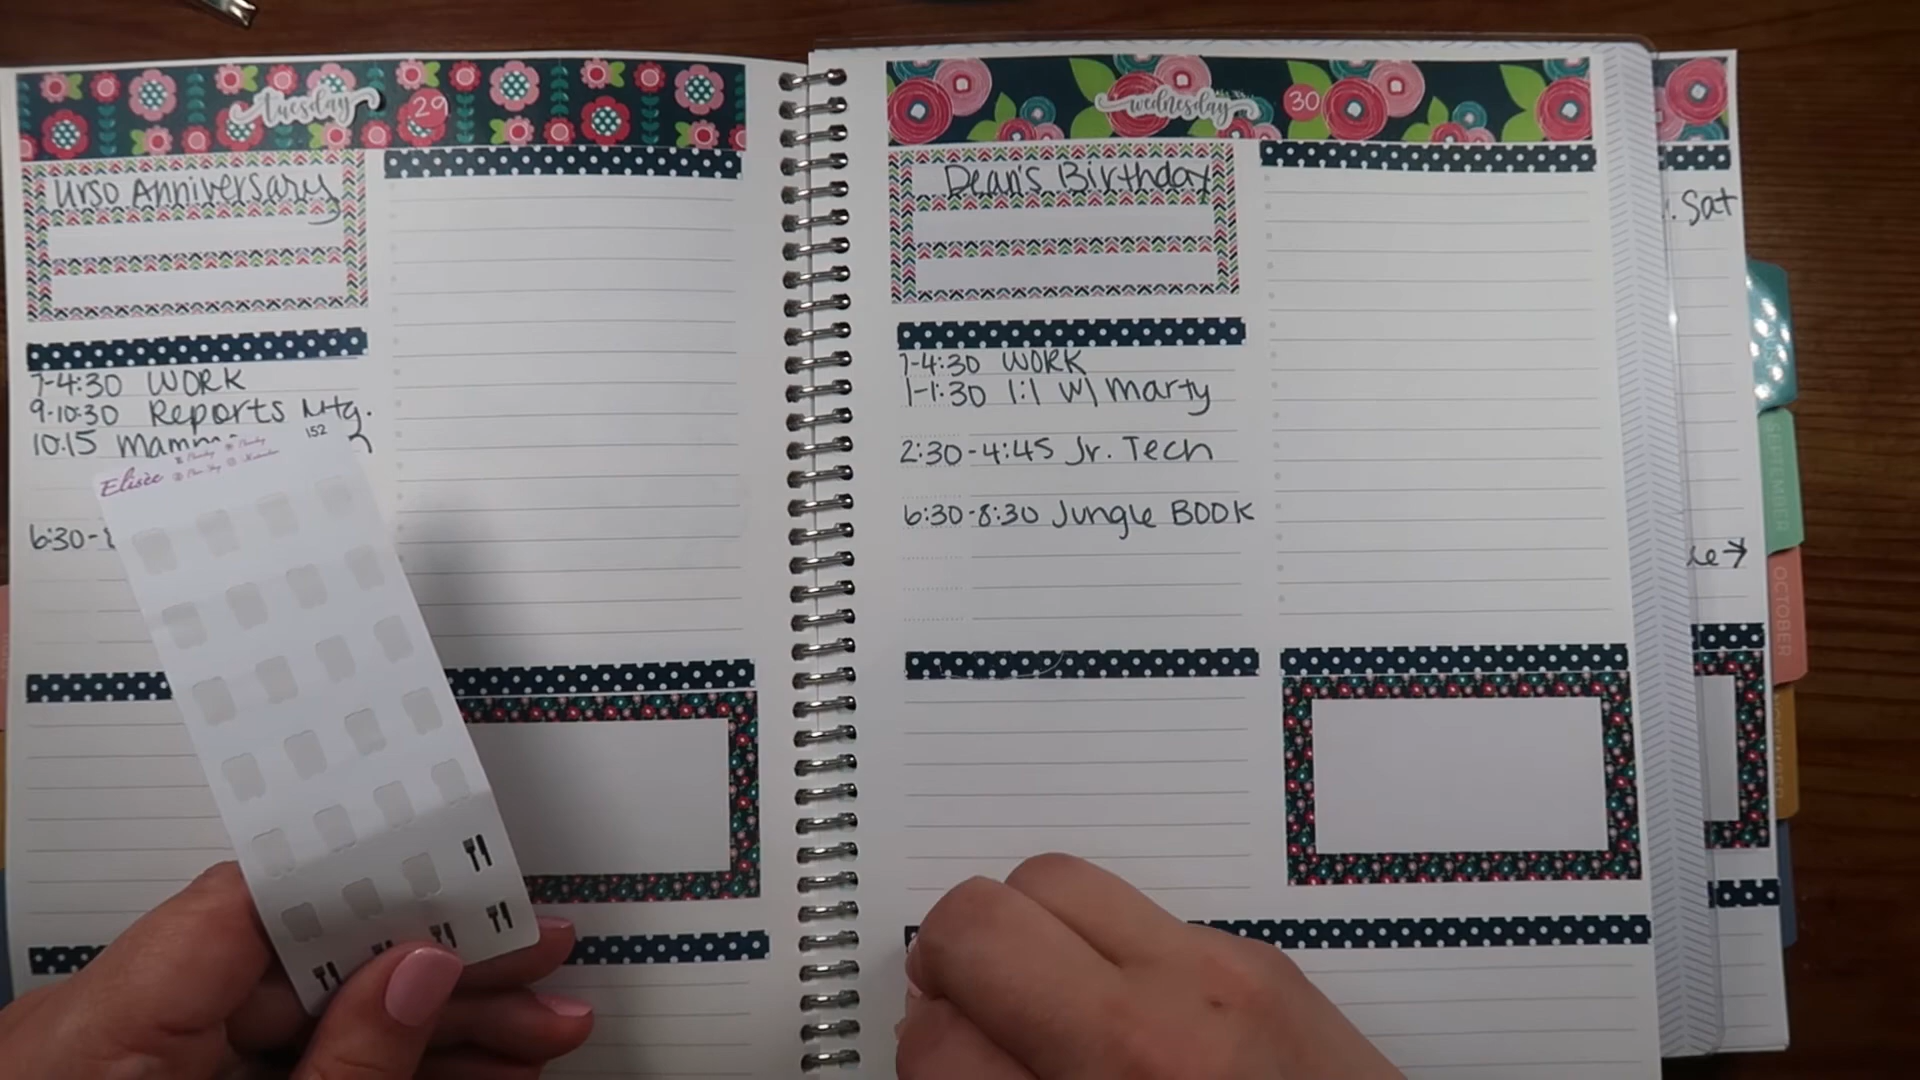 tuesday 29
Urso Anniversary
7-4:30 WORK
9-10:30 Reports Mtg.
10:15
6:30-
Elisie
152
wednesday 30
Dean's Birthday
7-4:30 WORK
1-1:30 1:1 w/ Marty
2:30-4:45 Jr. Tech
6:30-8:30 Jungle BOOK
. Sat
SEPTEMBER
OCTOBER